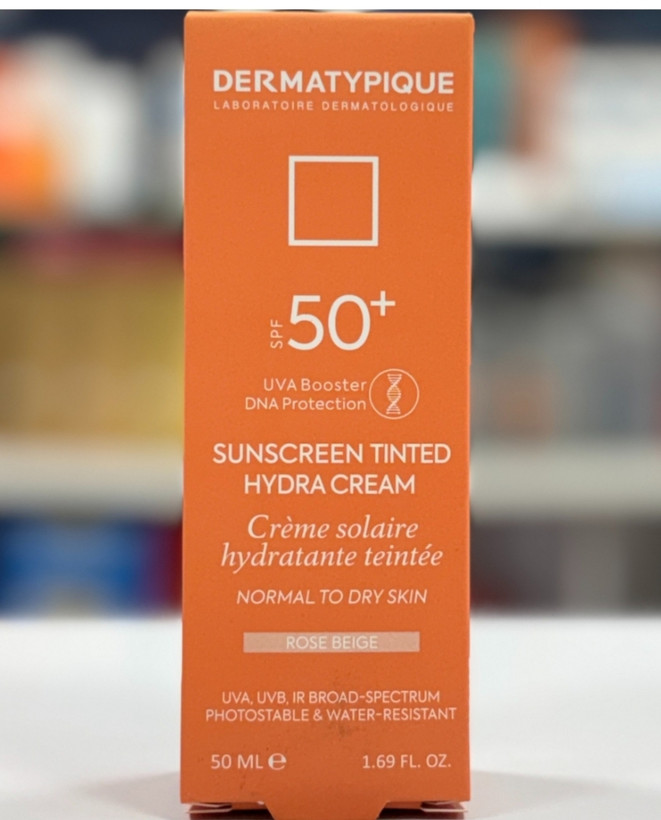 DERMATYPIQUE
LABORATOIRE DERMATOLOGIQUE
SPF 50+
UVA Booster
DNA Protection
SUNSCREEN TINTED
HYDRA CREAM
Crème solaire
hydratante teintée
NORMAL TO DRY SKIN
ROSE BEIGE
UVA, UVB, IR BROAD-SPECTRUM
PHOTOSTABLE & WATER-RESISTANT
50 ML ℮ 1.69 FL. OZ.